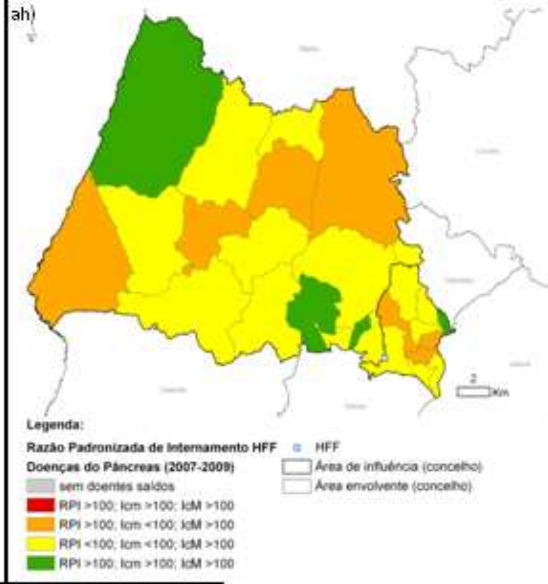 ah)
2
Km
Legenda:
Razão Padronizada de Internamento HFF
Doenças do Pâncreas (2007-2009)
sem doentes saídos
RPI >100; Icm >100; IcM >100
RPI >100; Icm <100; IcM >100
RPI <100; Icm <100; IcM >100
RPI >100; Icm >100; IcM >100
HFF
Área de influência (concelho)
Área envolvente (concelho)